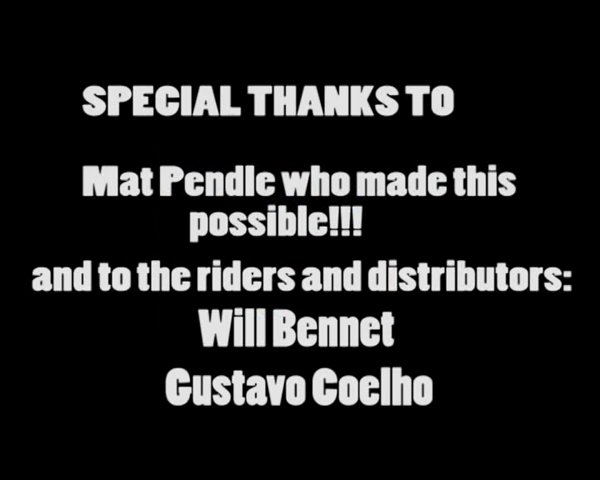 SPECIAL THANKS TO
Mat Pendle who made this
possible!!!
and to the riders and distributors:
Will Bennet
Gustavo Coelho